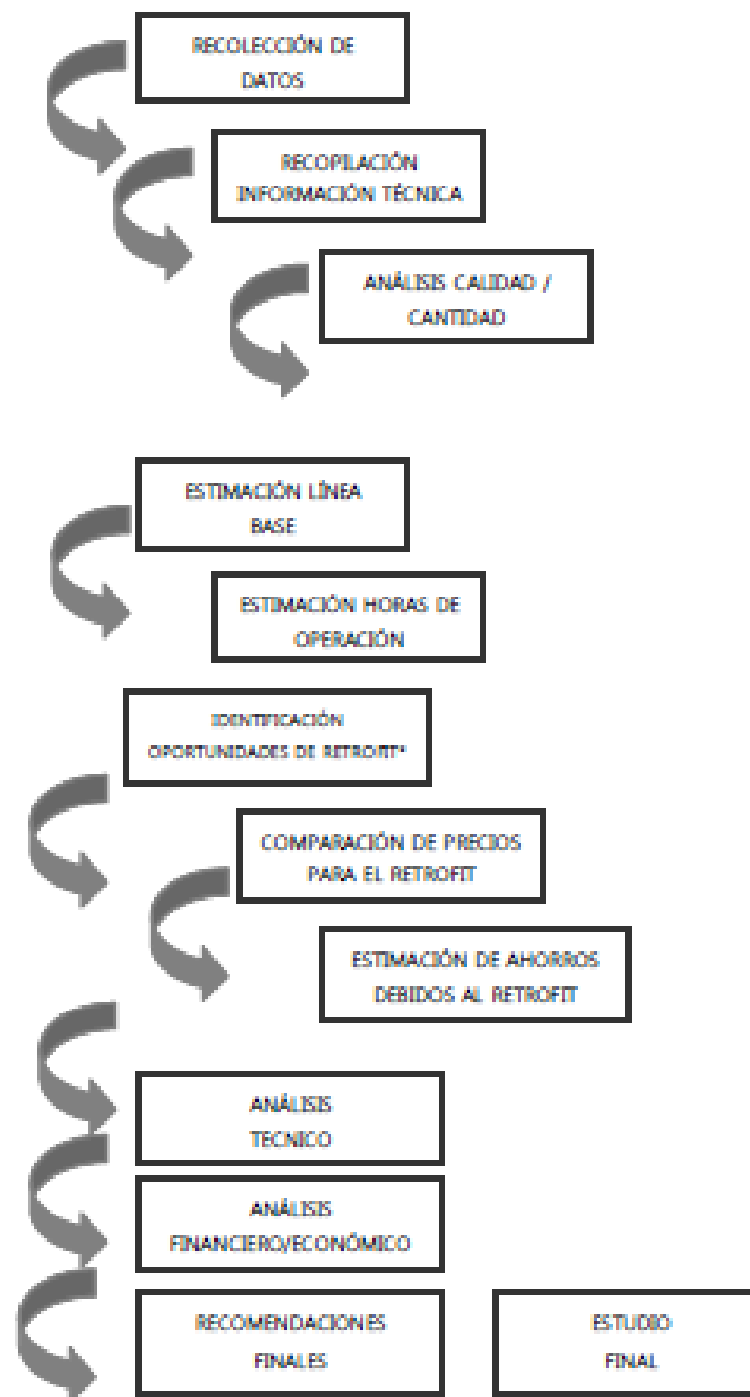 RECOLECCIÓN DE
DATOS
RECOPILACIÓN
INFORMACIÓN TÉCNICA
ANÁLISIS CALIDAD /
CANTIDAD
ESTIMACIÓN LÍNEA
BASE
ESTIMACIÓN HORAS DE
OPERACIÓN
IDENTIFICACIÓN
OPORTUNIDADES DE RETROFIT*
COMPARACIÓN DE PRECIOS
PARA EL RETROFIT
ESTIMACIÓN DE AHORROS
DEBIDOS AL RETROFIT
ANÁLISIS
TECNICO
ANÁLISIS
FINANCIERO/ECONÓMICO
RECOMENDACIONES
FINALES
ESTUDIO
FINAL